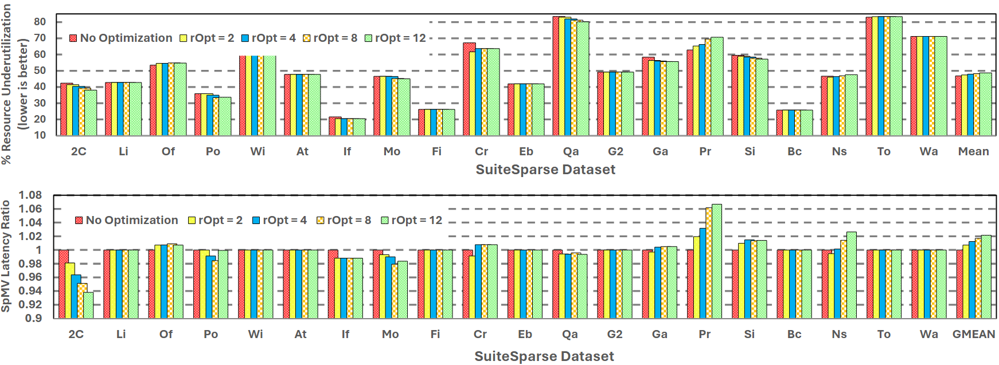 % Resource Underutilization
(lower is better)
80
70
60
50
40
30
20
10
No Optimization rOpt = 2 rOpt = 4 rOpt = 8 rOpt = 12
2C Li Of Po Wi At If Mo Fi Cr Eb Qa G2 Ga Pr Si Bc Ns To Wa Mean
SuiteSparse Dataset
SpMV Latency Ratio
1.08
1.06
1.04
1.02
1
0.98
0.96
0.94
0.92
0.9
No Optimization rOpt = 2 rOpt = 4 rOpt = 8 rOpt = 12
2C Li Of Po Wi At If Mo Fi Cr Eb Qa G2 Ga Pr Si Bc Ns To Wa GMEAN
SuiteSparse Dataset